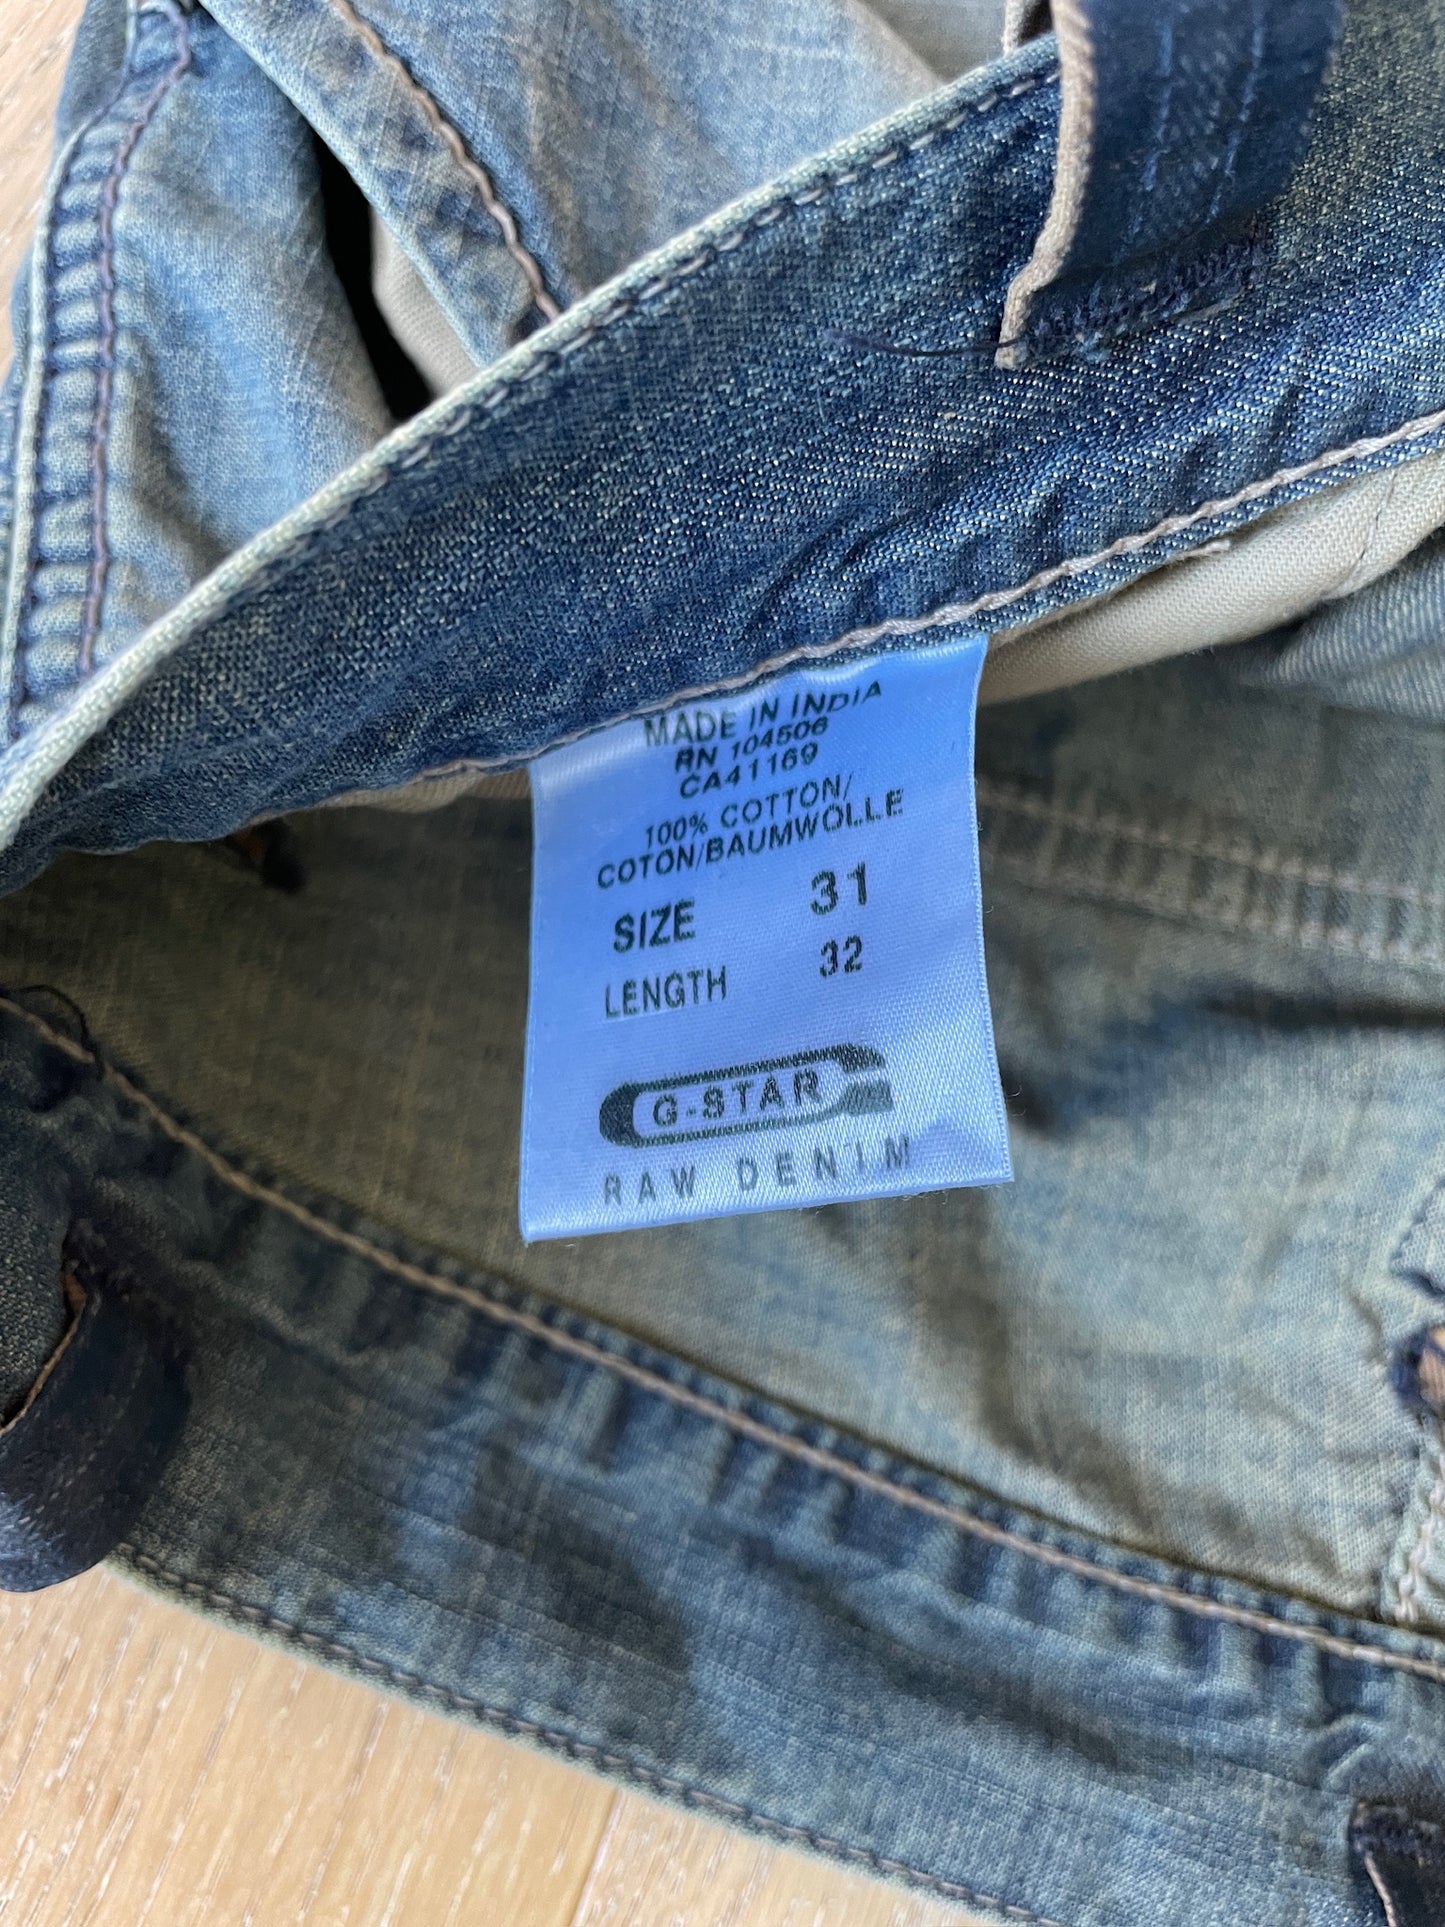 MADE IN INDIA
RN 104506
CA41169
100% COTTON/
COTON/BAUMWOLLE
SIZE 31
LENGTH 32
G-STAR
RAW DENIM